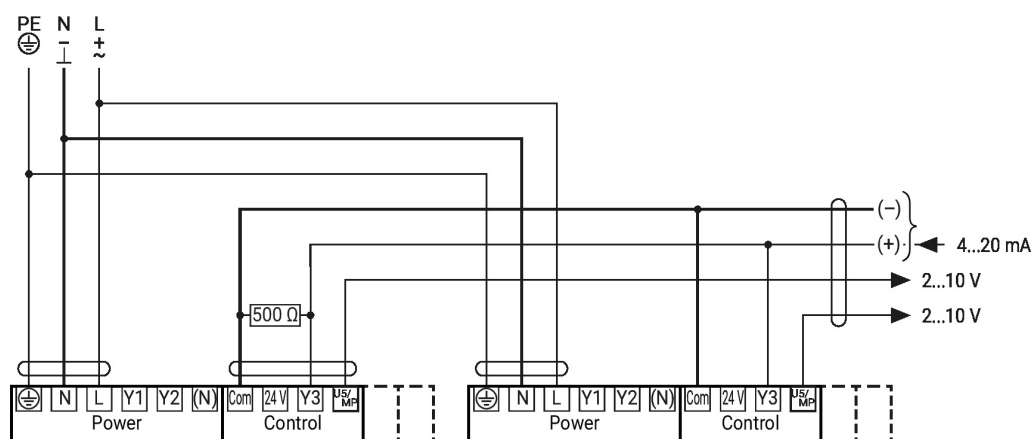 PE N L
- +
⊥ ~
(−)
(+) 4...20 mA
2...10 V
500 Ω 2...10 V
N L Y1 Y2 (N) Com 24 V Y3 U5/MP N L Y1 Y2 (N) Com 24 V Y3 U5/MP
Power Control Power Control